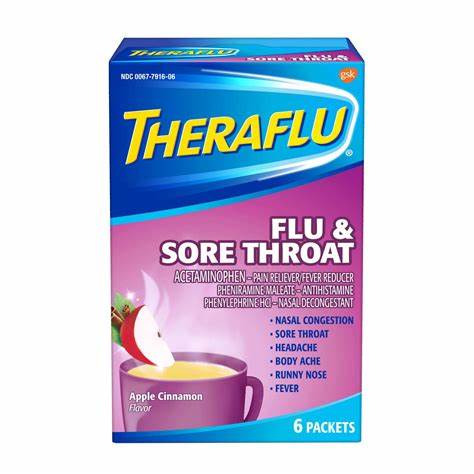 NDC 0067-7916-06
gsk
THERAFLU®
FLU &
SORE THROAT
ACETAMINOPHEN – PAIN RELIEVER/FEVER REDUCER
PHENIRAMINE MALEATE – ANTIHISTAMINE
PHENYLEPHRINE HCl – NASAL DECONGESTANT
• NASAL CONGESTION
• SORE THROAT
• HEADACHE
• BODY ACHE
• RUNNY NOSE
• FEVER
Apple Cinnamon
Flavor
6 PACKETS